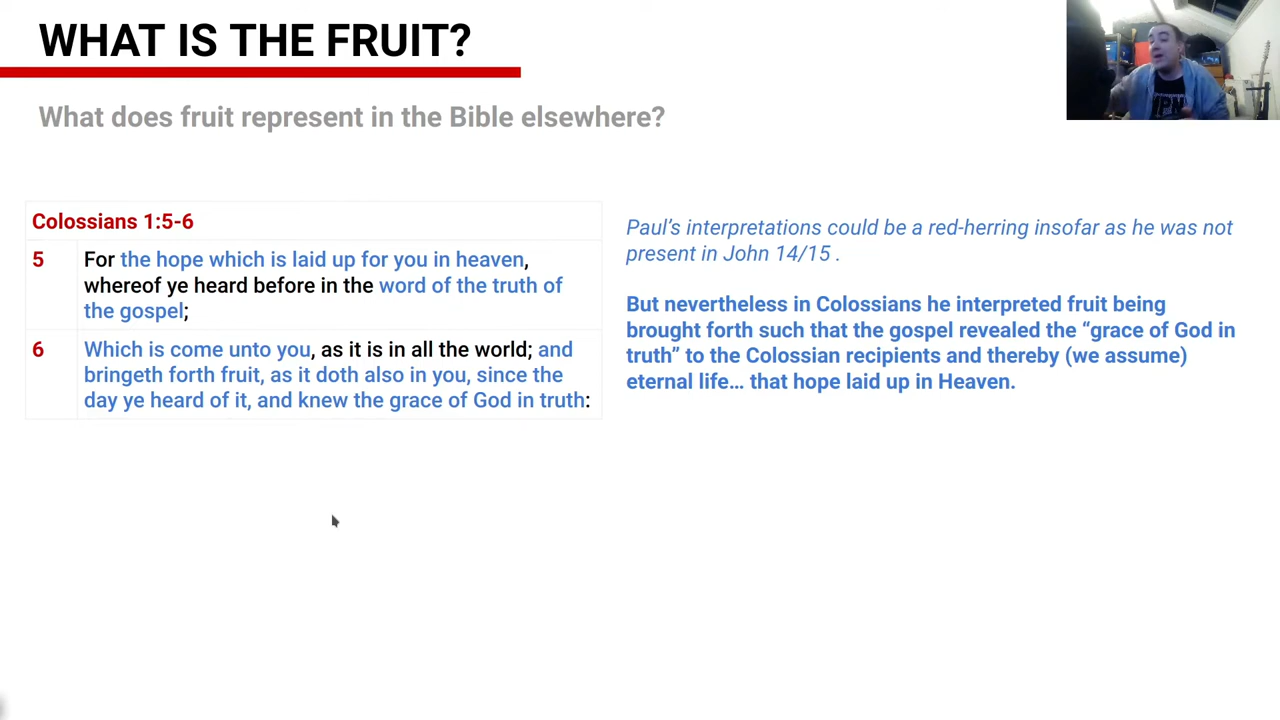 WHAT IS THE FRUIT?
What does fruit represent in the Bible elsewhere?
Colossians 1:5-6
5 For the hope which is laid up for you in heaven,
whereof ye heard before in the word of the truth of
the gospel;
6 Which is come unto you, as it is in all the world; and
bringeth forth fruit, as it doth also in you, since the
day ye heard of it, and knew the grace of God in truth:
Paul's interpretations could be a red-herring insofar as he was not
present in John 14/15 .
But nevertheless in Colossians he interpreted fruit being
brought forth such that the gospel revealed the “grace of God in
truth” to the Colossian recipients and thereby (we assume)
eternal life… that hope laid up in Heaven.